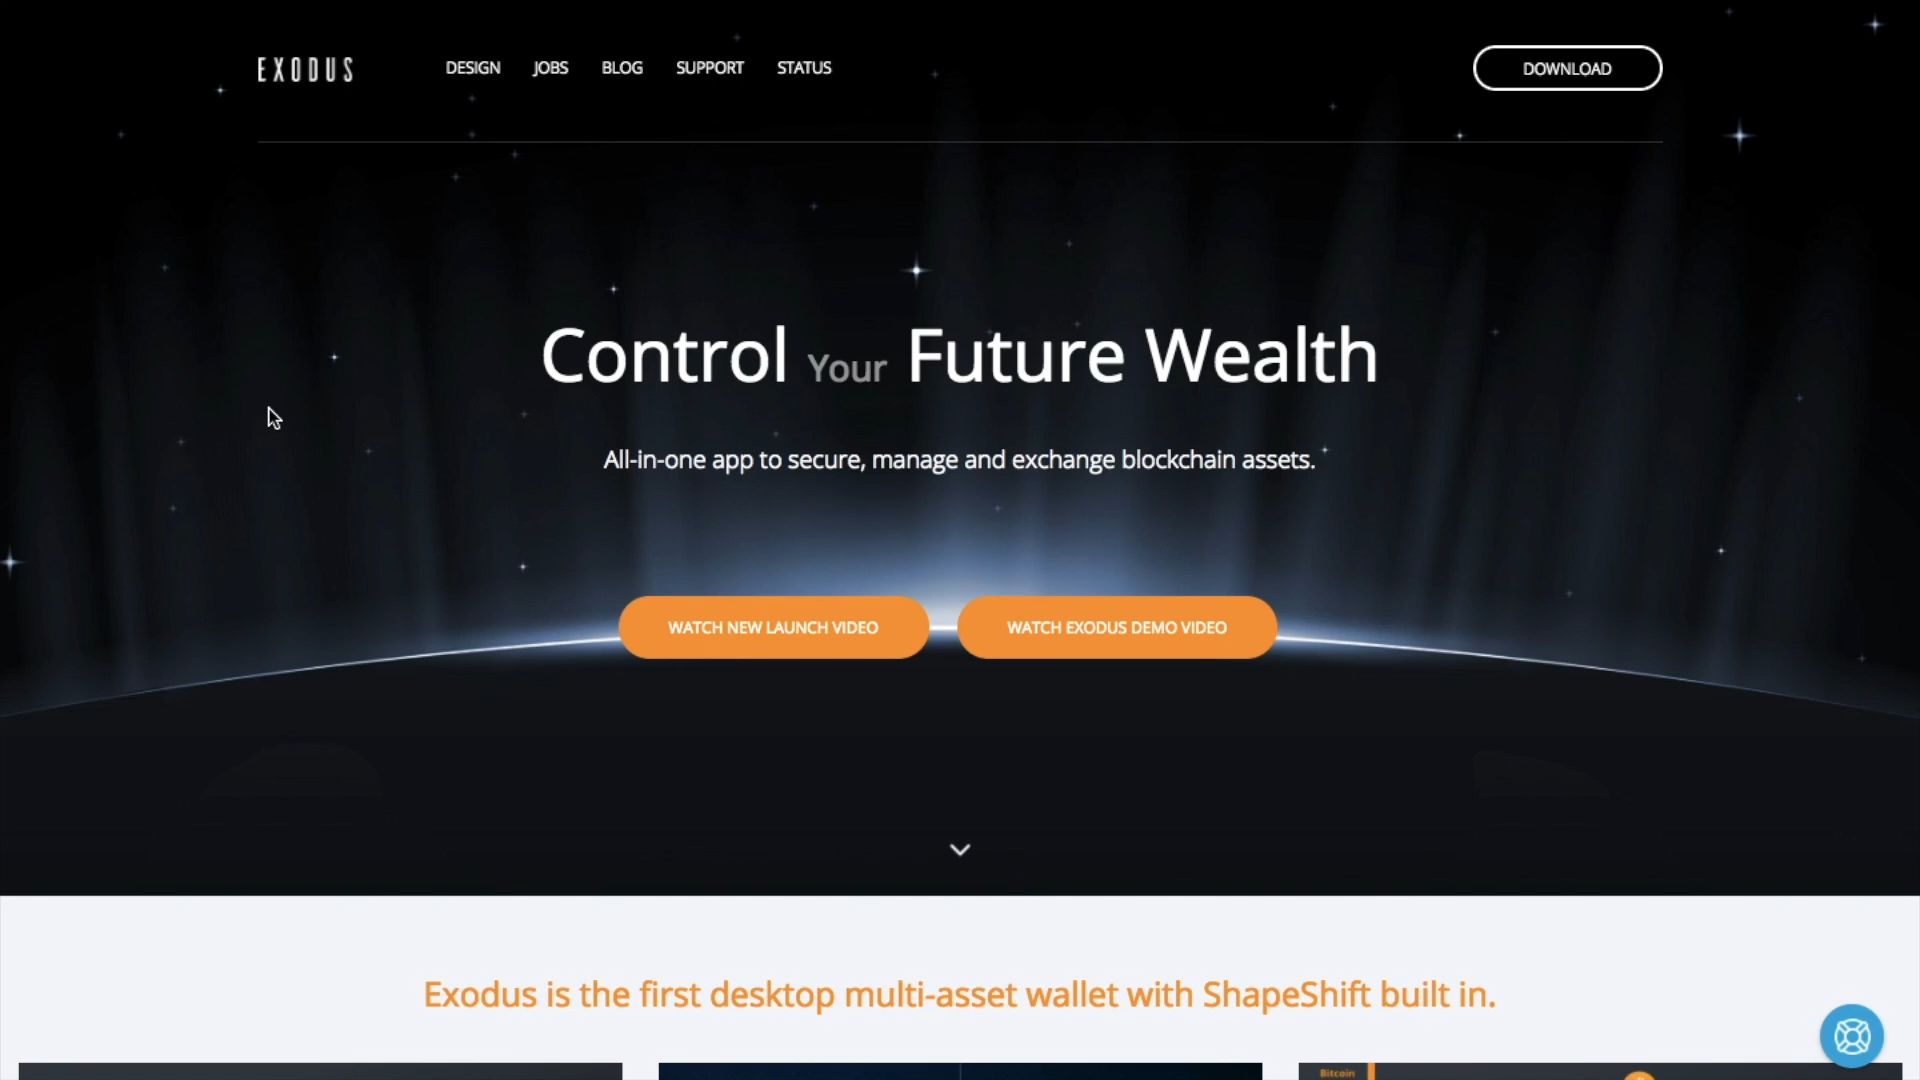 EXODUS
DESIGN JOBS BLOG SUPPORT STATUS
DOWNLOAD
Control Your Future Wealth
All-in-one app to secure, manage and exchange blockchain assets.
WATCH NEW LAUNCH VIDEO
WATCH EXODUS DEMO VIDEO
Exodus is the first desktop multi-asset wallet with ShapeShift built in.
Bitcoin